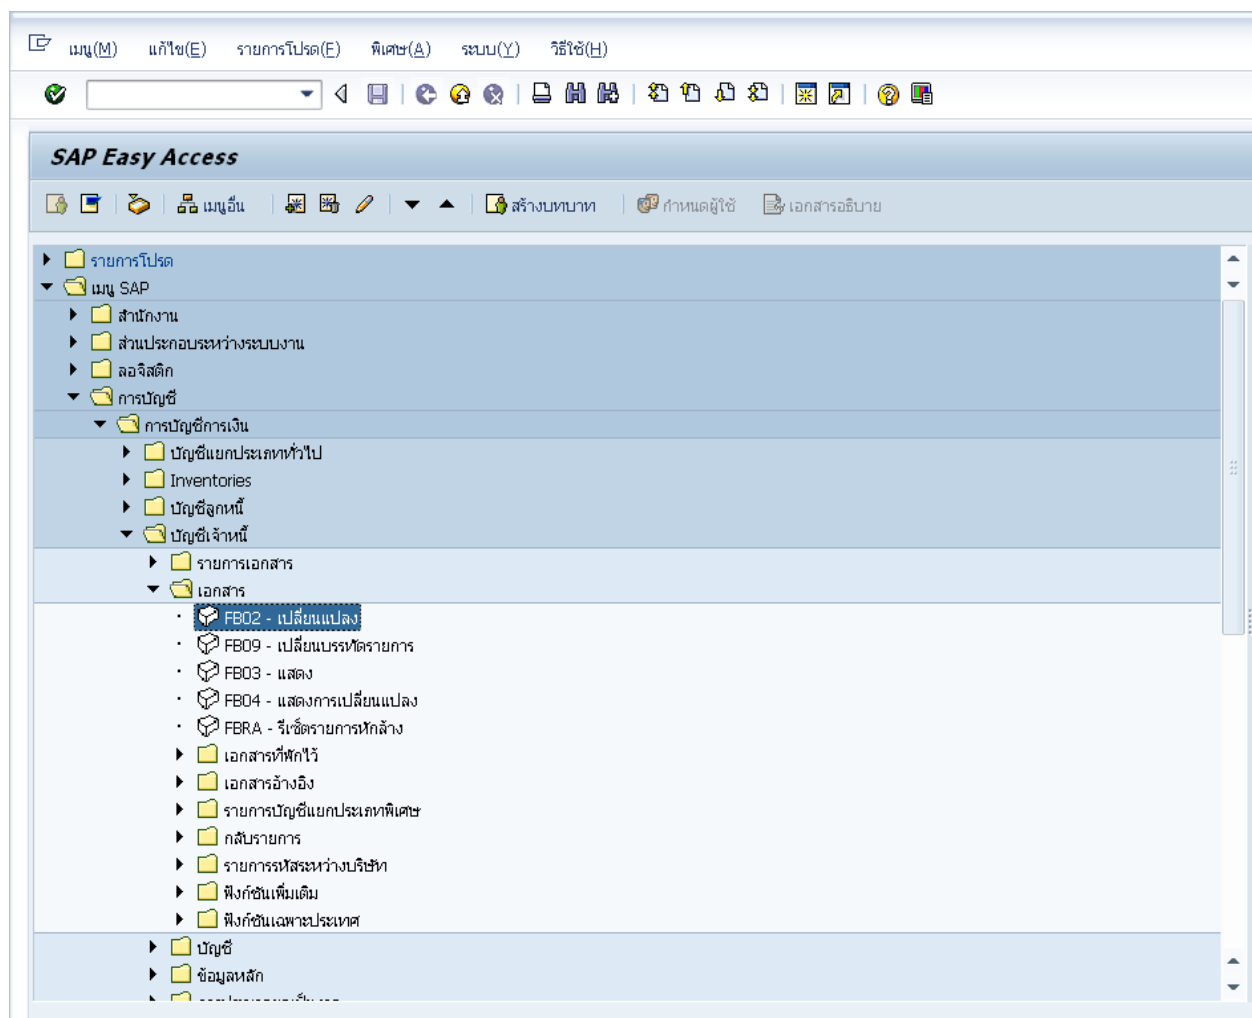 เมนู(M) แก้ไข(E) รายการโปรด(F) พิเศษ(A) ระบบ(Y) วิธีใช้(H)
SAP Easy Access
เมนูอื่น สร้างบทบาท กำหนดผู้ใช้ เอกสารอธิบาย
รายการโปรด
เมนู SAP
สำนักงาน
ส่วนประกอบระหว่างระบบงาน
ลอจิสติก
การบัญชี
การบัญชีการเงิน
บัญชีแยกประเภททั่วไป
Inventories
บัญชีลูกหนี้
บัญชีเจ้าหนี้
รายการเอกสาร
เอกสาร
FB02 - เปลี่ยนแปลง
FB09 - เปลี่ยนบรรทัดรายการ
FB03 - แสดง
FB04 - แสดงการเปลี่ยนแปลง
FBRA - รีเซ็ตรายการหักล้าง
เอกสารที่พักไว้
เอกสารอ้างอิง
รายการบัญชีแยกประเภทพิเศษ
กลับรายการ
รายการรหัสระหว่างบริษัท
ฟังก์ชันเพิ่มเติม
ฟังก์ชันเฉพาะประเทศ
บัญชี
ข้อมูลหลัก